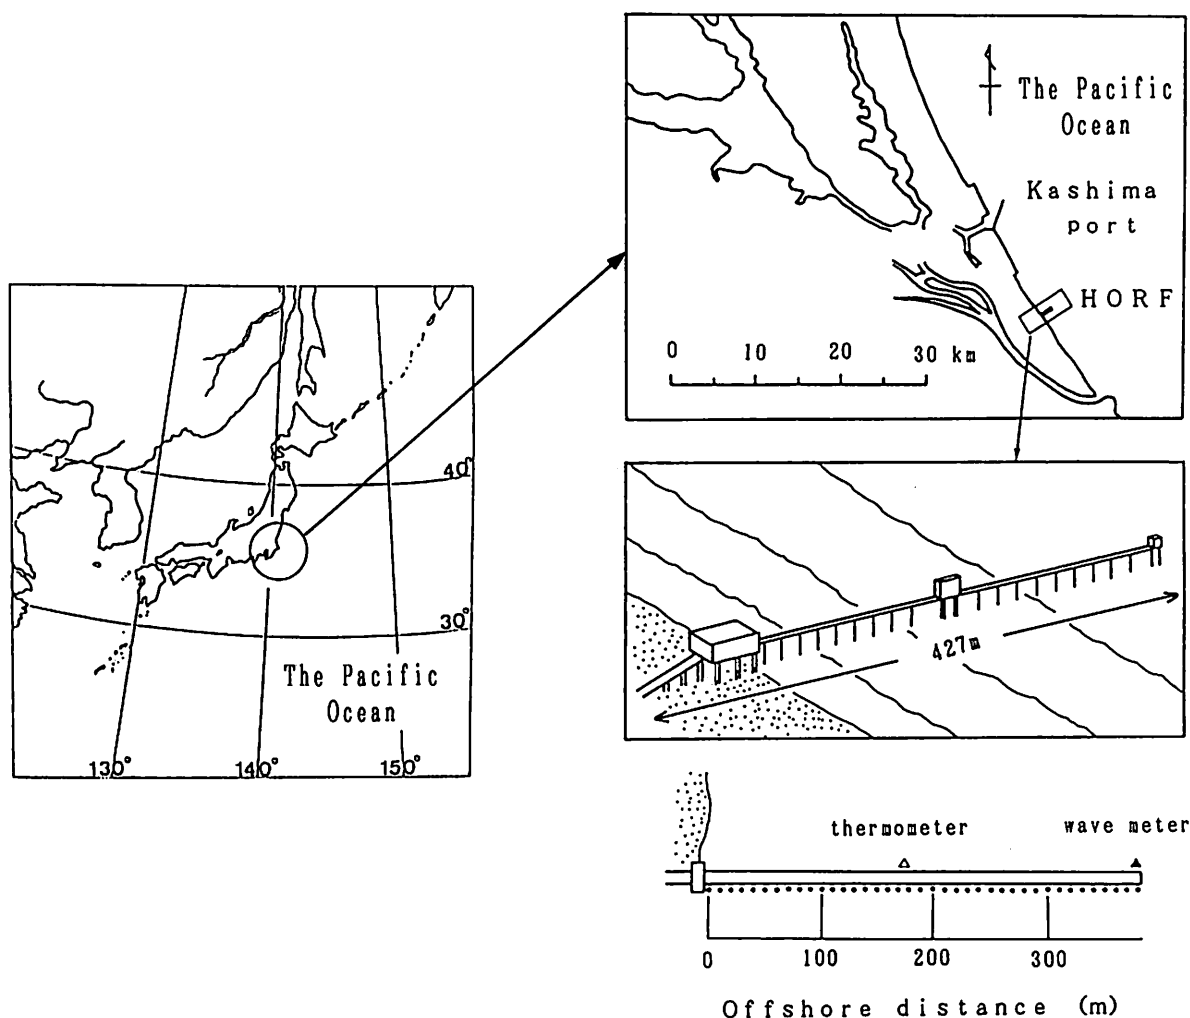 The Pacific
Ocean
Kashima
port
HORF
0 10 20 30 km
40°
30°
The Pacific
Ocean
130° 140° 150°
427m
thermometer wave meter
0 100 200 300
Offshore distance (m)